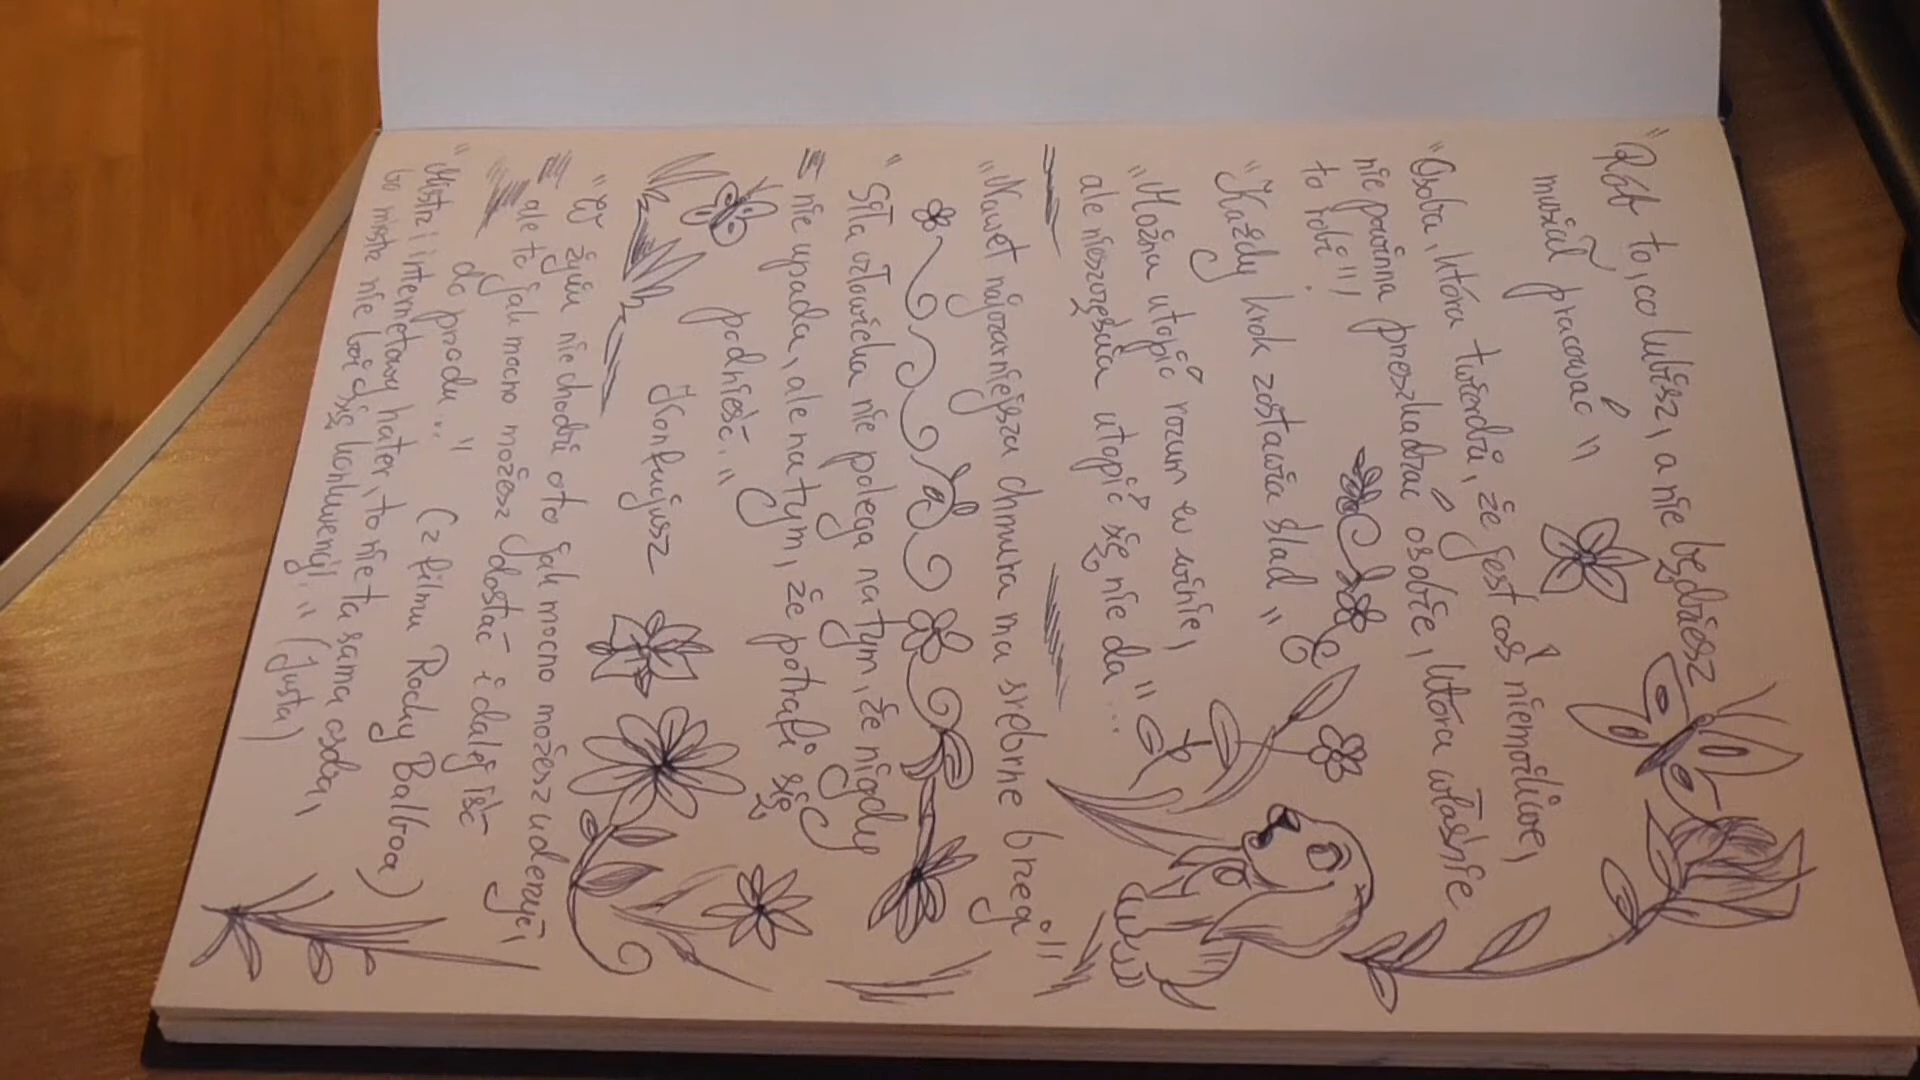 "Rób to, co lubisz, a nie będziesz
musiał pracować"
"Osoba, która twierdzi, że jest coś niemożliwe,
nie powinna przeszkadzać osobie, która właśnie
to robi"
"Każdy krok zostawia ślad"
"Można utopić rozum w winie,
ale nieszczęścia utopić się nie da..."
"Nawet najczarniejsza chmura ma srebrne brzegi"
"Siła człowieka nie polega na tym, że nigdy
nie upada, ale na tym, że potrafi się
podnieść."
Konfucjusz
"W życiu nie chodzi o to jak mocno możesz uderzyć,
ale to jak mocno możesz dostać i dalej iść
do przodu..." (z filmu Rocky Balboa)
"Mistrz i internetowy hater, to nie ta sama osoba,
bo mistrz nie boi się konkurencji." (Justa)